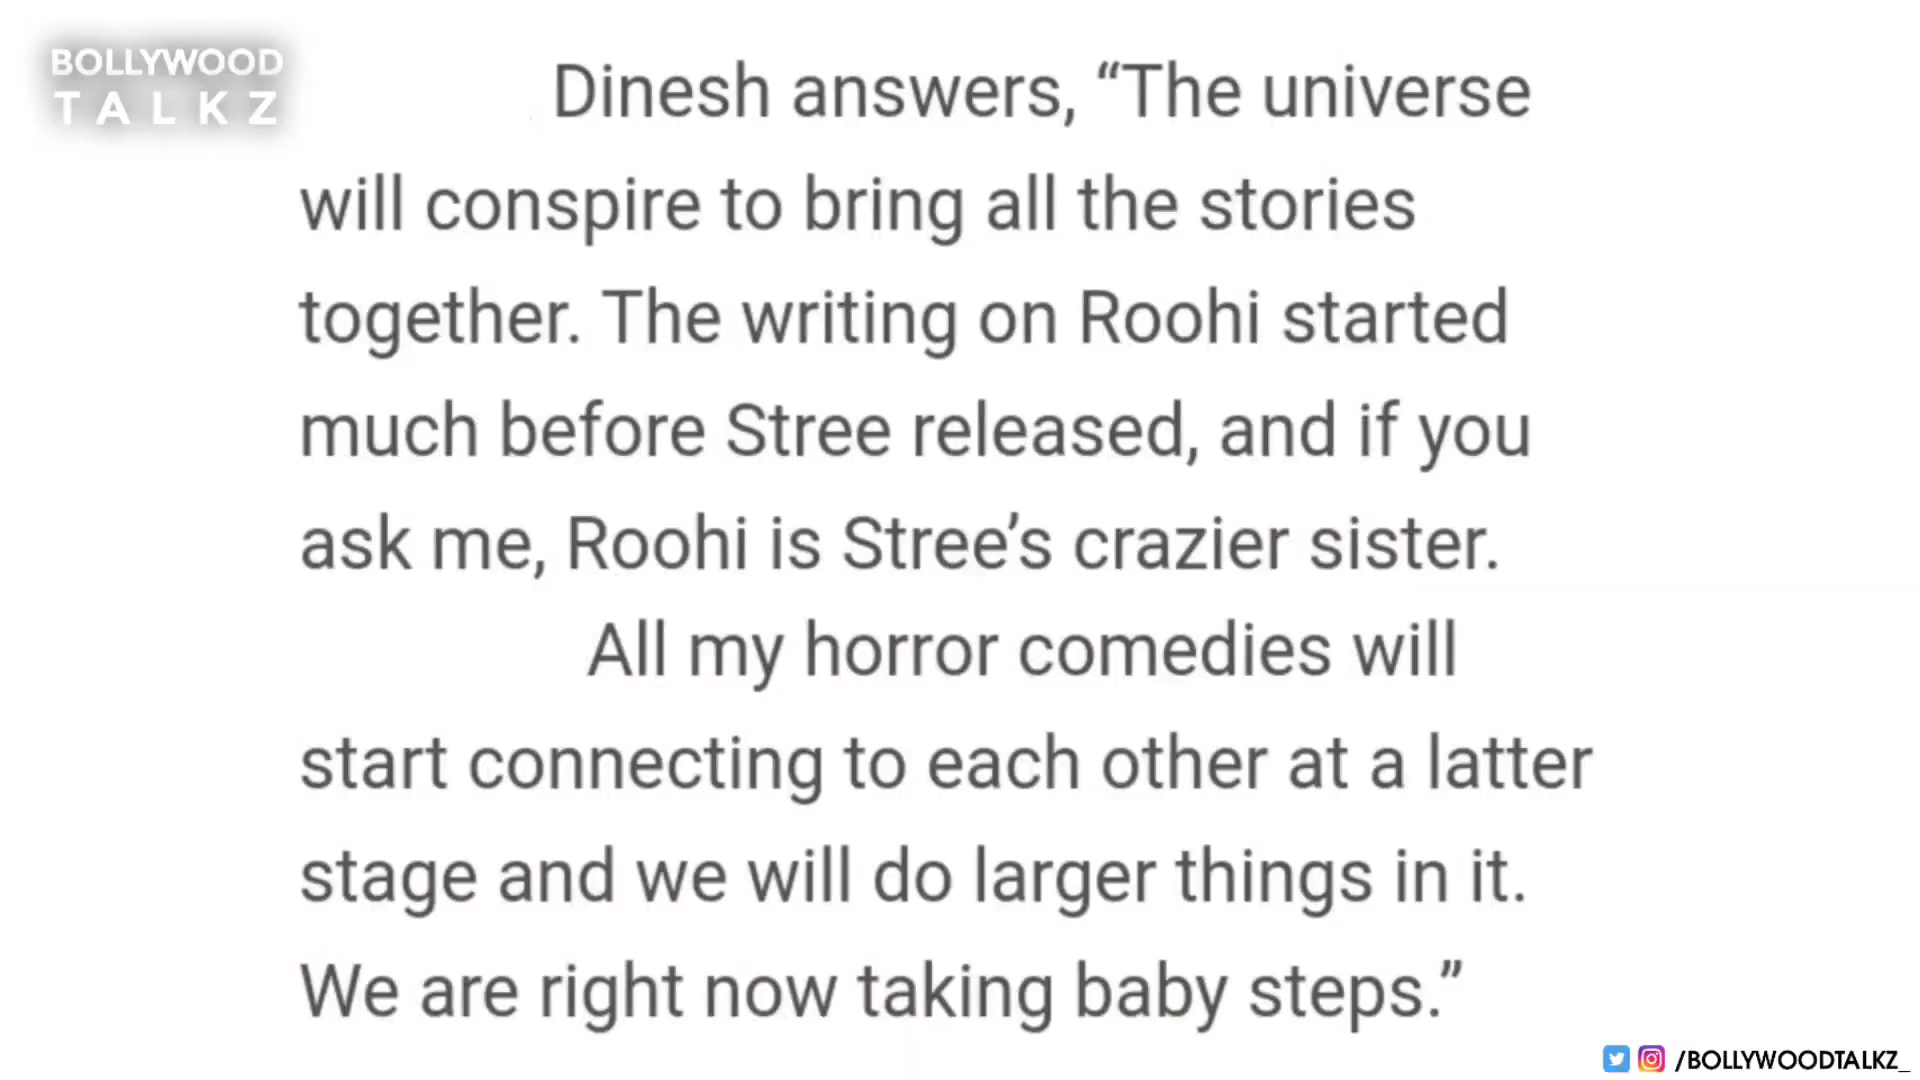 BOLLYWOOD
TALKZ
Dinesh answers, “The universe
will conspire to bring all the stories
together. The writing on Roohi started
much before Stree released, and if you
ask me, Roohi is Stree’s crazier sister.
All my horror comedies will
start connecting to each other at a latter
stage and we will do larger things in it.
We are right now taking baby steps.”
/BOLLYWOODTALKZ_